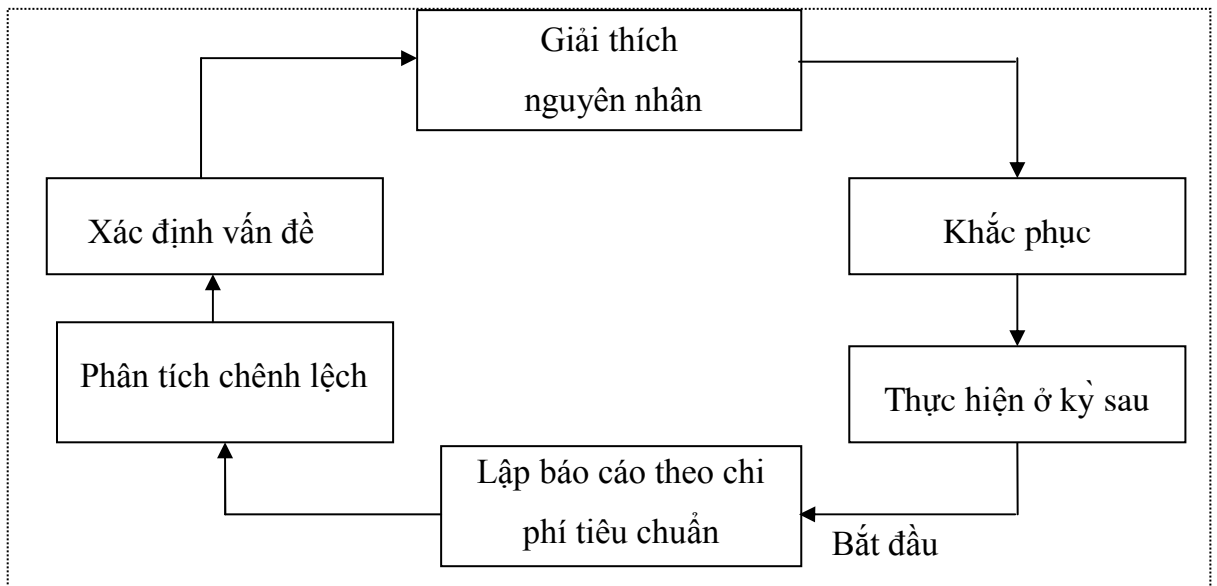 Giải thích
nguyên nhân
Xác định vấn đề
Khắc phục
Phân tích chênh lệch
Thực hiện ở kỳ sau
Lập báo cáo theo chi
phí tiêu chuẩn
Bắt đầu